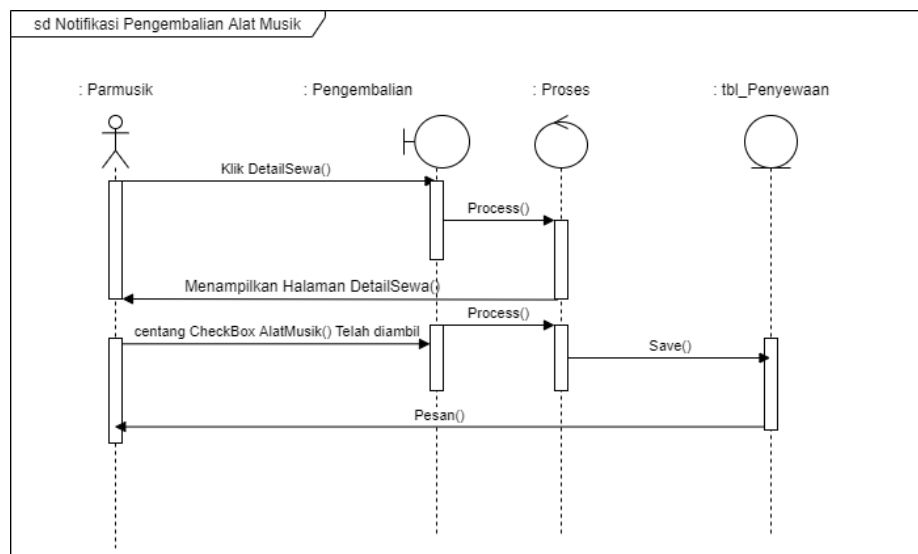 sd Notifikasi Pengembalian Alat Musik
: Parmusik
: Pengembalian
: Proses
: tbl_Penyewaan
Klik DetailSewa()
Process()
Menampilkan Halaman DetailSewa()
Process()
centang CheckBox AlatMusik() Telah diambil
Save()
Pesan()